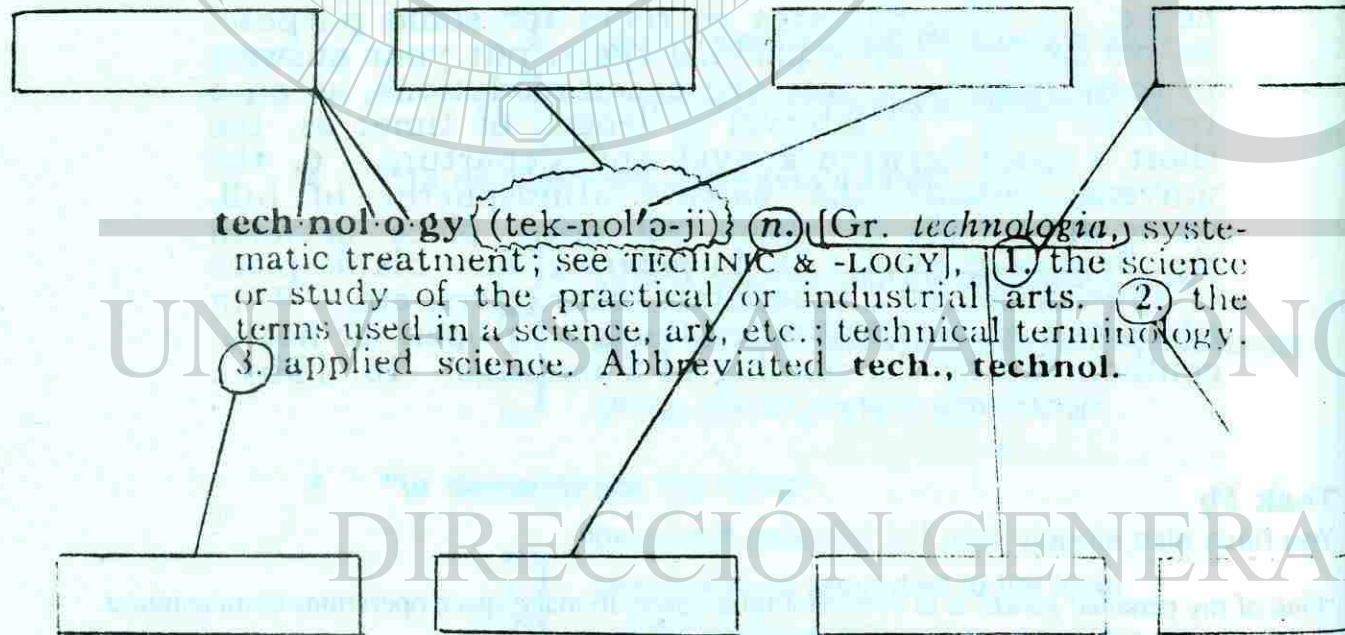 tech·nol·o·gy (tek-nol′ə-ji) n. [Gr. technologia, syste-
matic treatment; see TECHNIC & -LOGY], 1. the science
or study of the practical or industrial arts. 2. the
terms used in a science, art, etc.; technical terminology.
3. applied science. Abbreviated tech., technol.
UNIVERSIDAD AUTÓNO
DIRECCIÓN GENERA